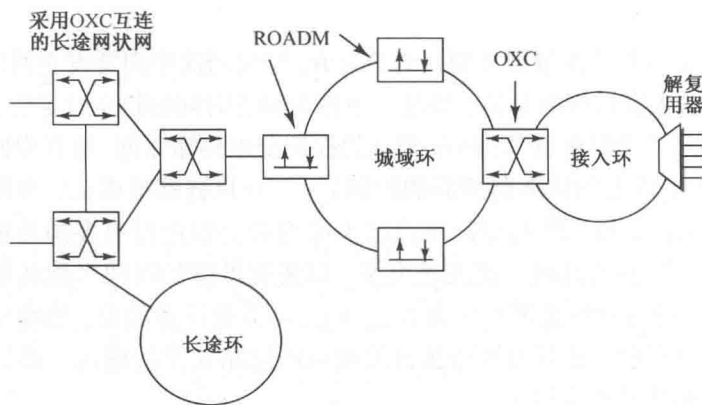 采用OXC互连
的长途网状网
ROADM
OXC
解复
用器
城域环
接入环
长途环